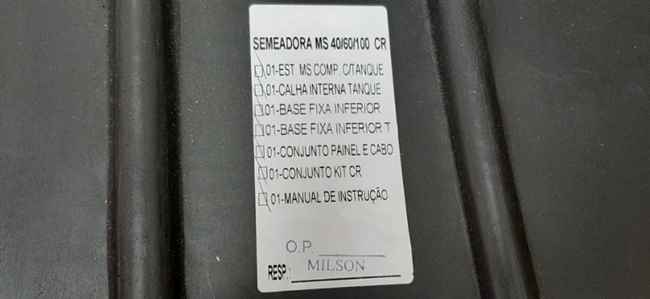 SEMEADORA MS 40/60/100 CR
01-EST. MS COMP. C/TANQUE
01-CALHA INTERNA TANQUE
01-BASE FIXA INFERIOR
01-BASE FIXA INFERIOR T
01-CONJUNTO PAINEL E CABO
01-CONJUNTO KIT CR
01-MANUAL DE INSTRUÇÃO
O.P.
RESP.: MILSON